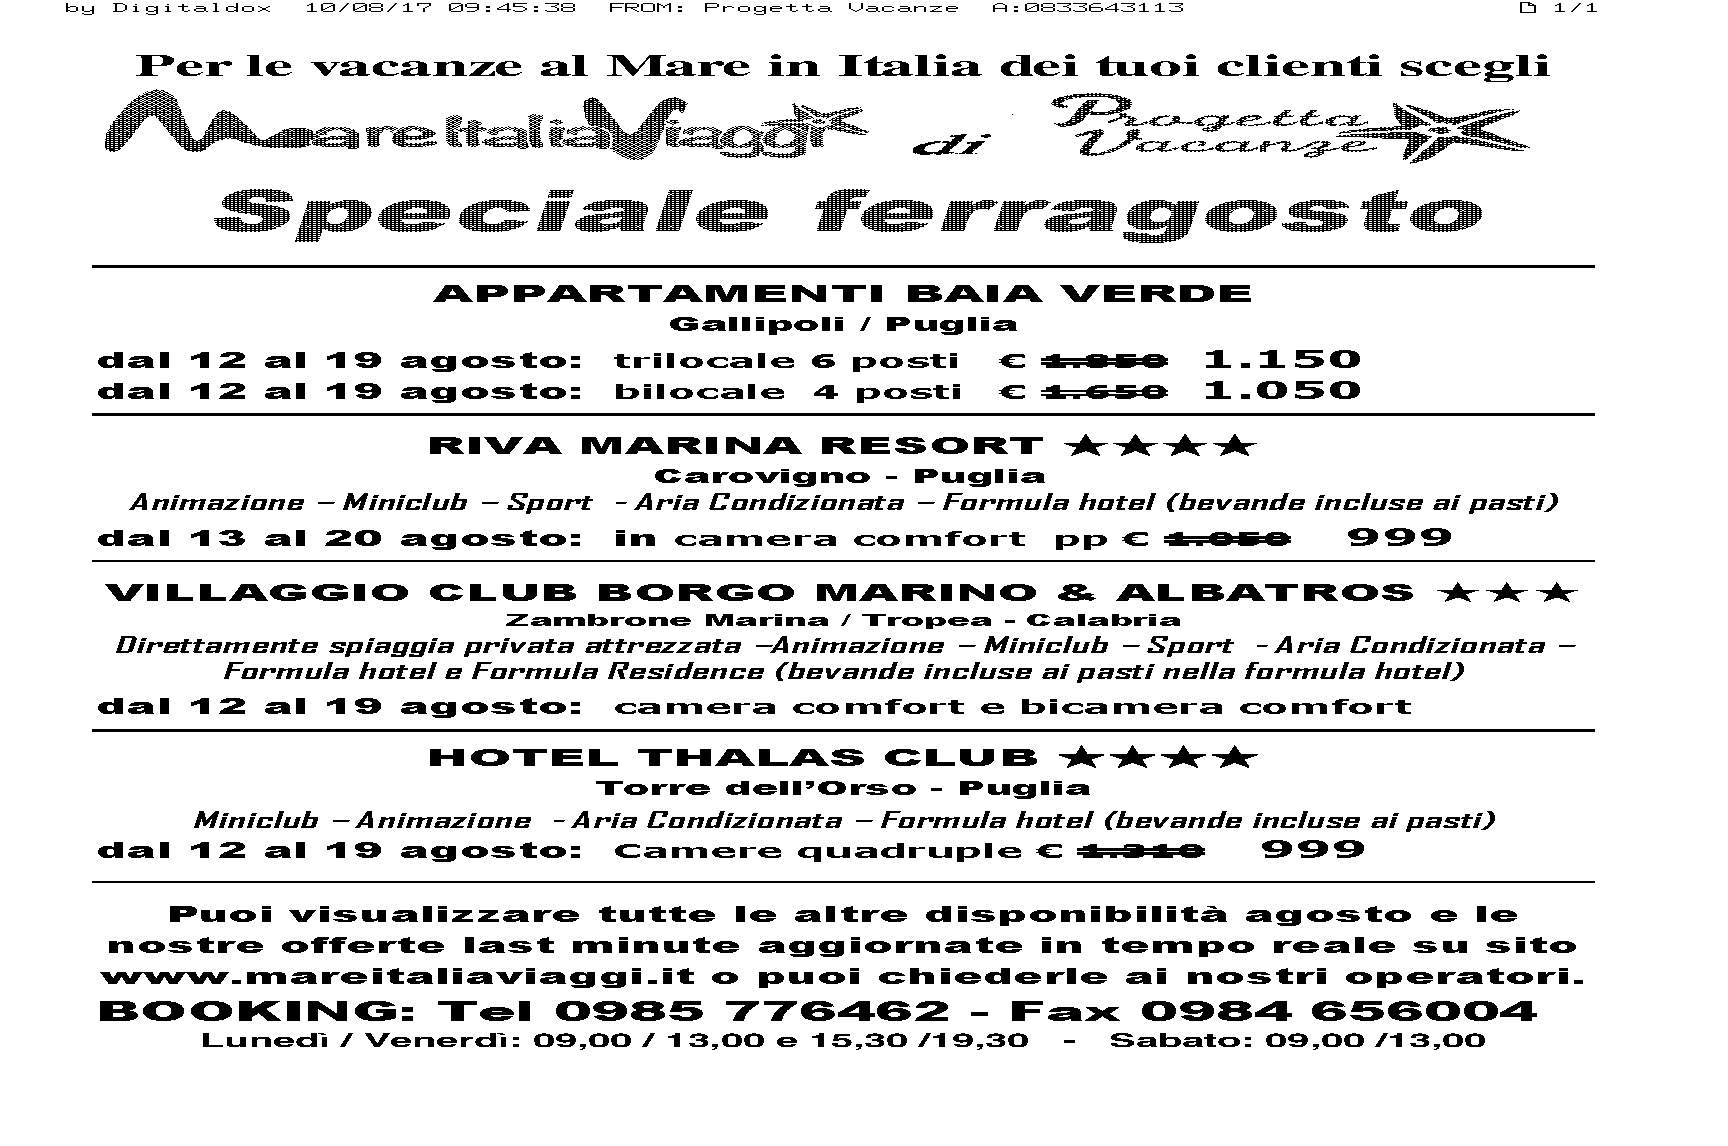 by Digitaldox 10/08/17 09:45:38 FROM: Progetta Vacanze A:0833643113 1/1
Per le vacanze al Mare in Italia dei tuoi clienti scegli
MareItaliaViaggi di Progetta Vacanze
Speciale ferragosto
APPARTAMENTI BAIA VERDE
Gallipoli / Puglia
dal 12 al 19 agosto: trilocale 6 posti € 1.850 1.150
dal 12 al 19 agosto: bilocale 4 posti € 1.650 1.050
RIVA MARINA RESORT ★★★★
Carovigno - Puglia
Animazione – Miniclub – Sport - Aria Condizionata – Formula hotel (bevande incluse ai pasti)
dal 13 al 20 agosto: in camera comfort pp € 1.050 999
VILLAGGIO CLUB BORGO MARINO & ALBATROS ★★★
Zambrone Marina / Tropea - Calabria
Direttamente spiaggia privata attrezzata –Animazione – Miniclub – Sport - Aria Condizionata –
Formula hotel e Formula Residence (bevande incluse ai pasti nella formula hotel)
dal 12 al 19 agosto: camera comfort e bicamera comfort
HOTEL THALAS CLUB ★★★★
Torre dell’Orso - Puglia
Miniclub – Animazione - Aria Condizionata – Formula hotel (bevande incluse ai pasti)
dal 12 al 19 agosto: Camere quadruple € 1.310 999
Puoi visualizzare tutte le altre disponibilità agosto e le
nostre offerte last minute aggiornate in tempo reale su sito
www.mareitaliaviaggi.it o puoi chiederle ai nostri operatori.
BOOKING: Tel 0985 776462 - Fax 0984 656004
Lunedì / Venerdì: 09,00 / 13,00 e 15,30 /19,30 - Sabato: 09,00 /13,00